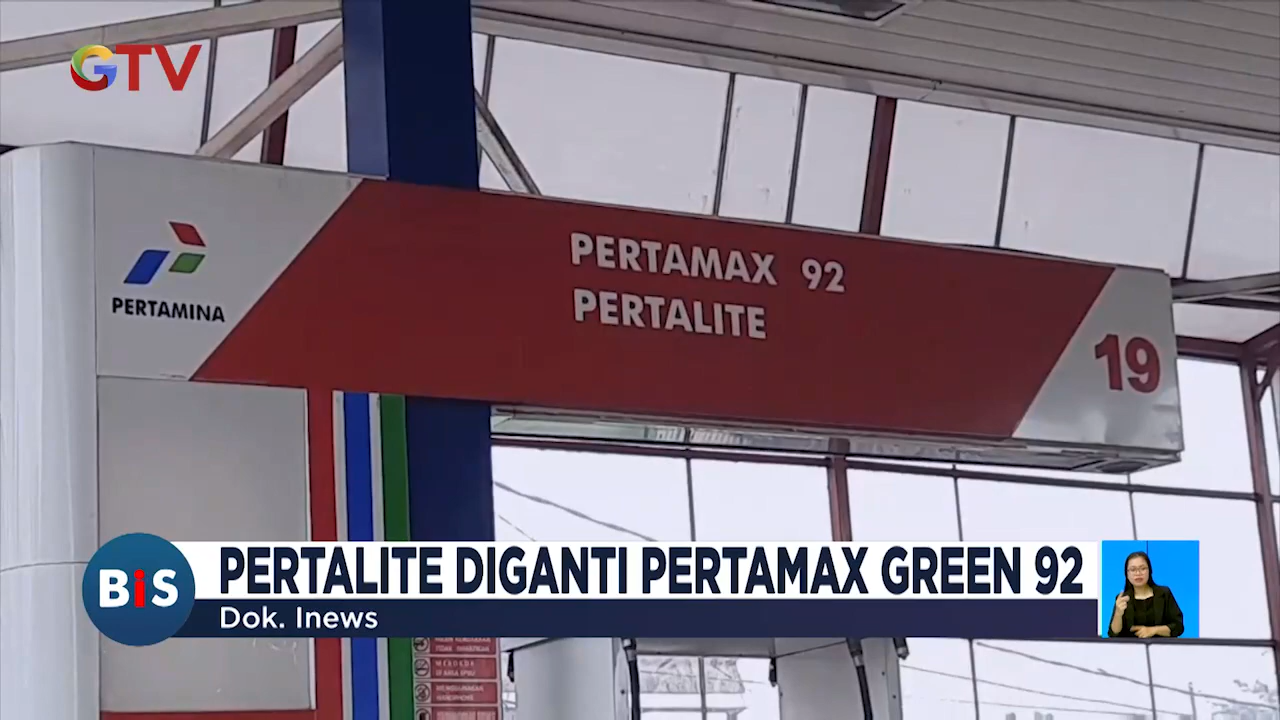 GTV
PERTAMINA
PERTAMAX 92
PERTALITE
19
BiS
PERTALITE DIGANTI PERTAMAX GREEN 92
Dok. Inews